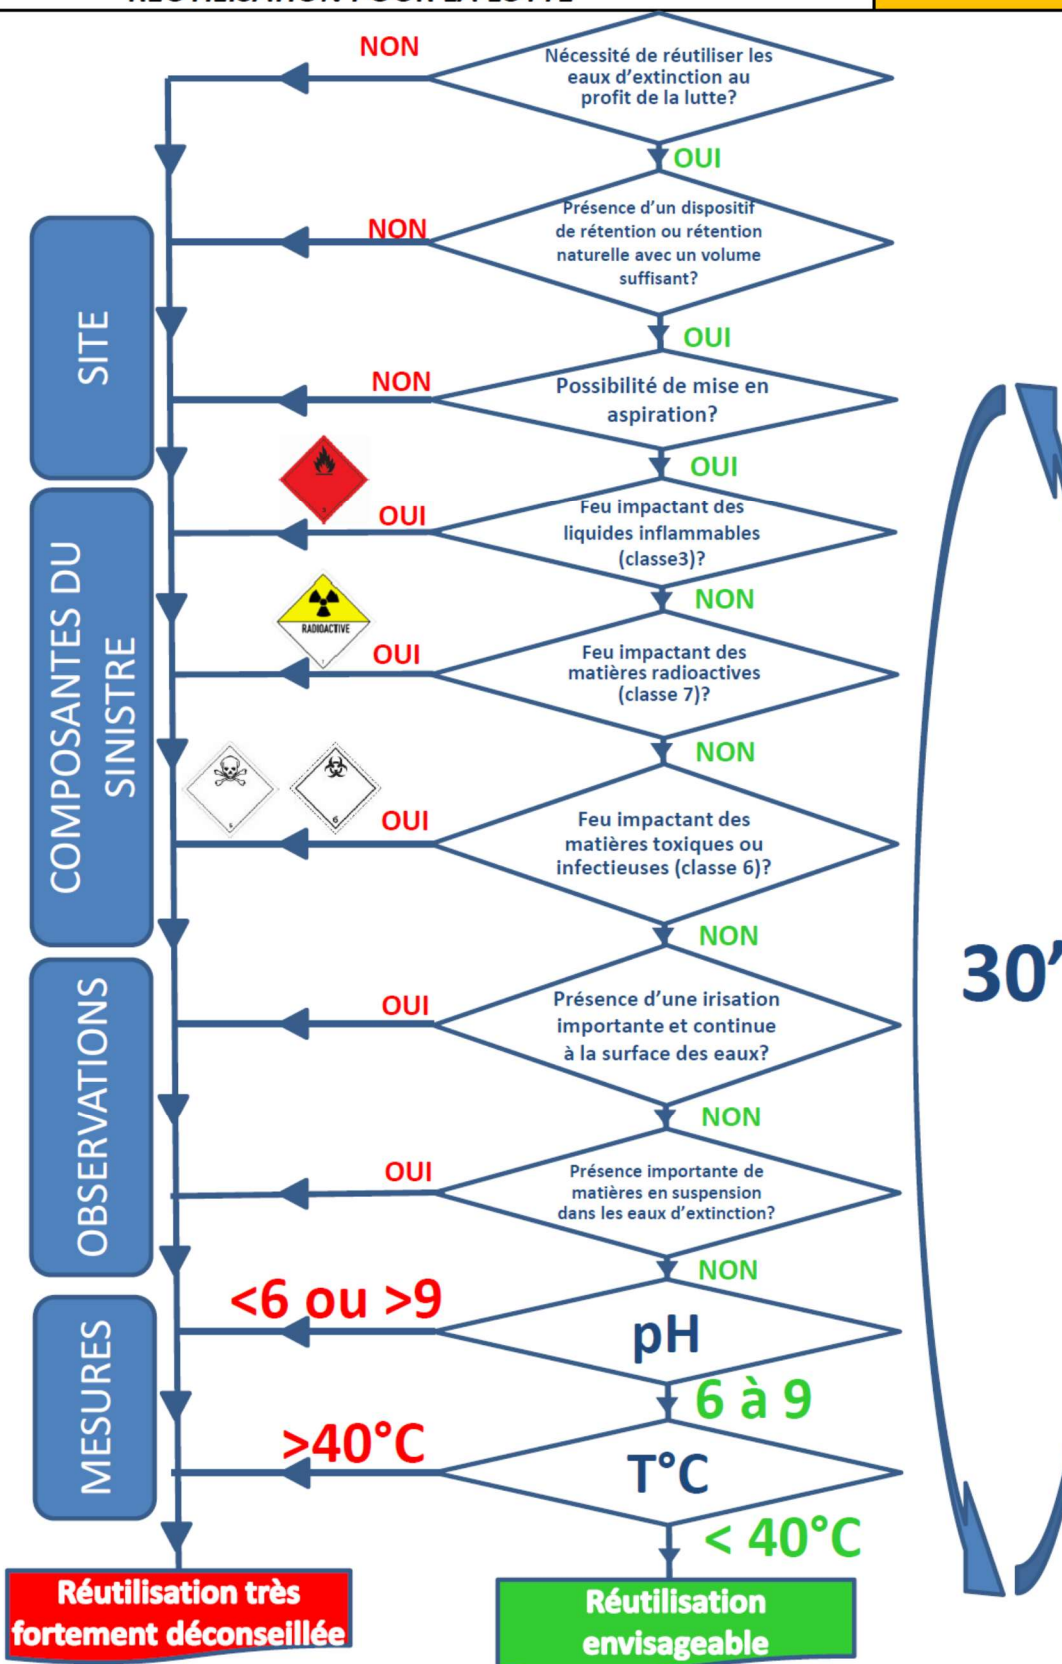 RÉUTILISATION POUR LA LUTTE
NON
Nécessité de réutiliser les
eaux d'extinction au
profit de la lutte?
OUI
NON
Présence d'un dispositif
de rétention ou rétention
naturelle avec un volume
suffisant?
OUI
SITE
NON
Possibilité de mise en
aspiration?
OUI
OUI
Feu impactant des
liquides inflammables
(classe3)?
NON
COMPOSANTES DU
SINISTRE
RADIOACTIVE
OUI
Feu impactant des
matières radioactives
(classe 7)?
NON
6
OUI
Feu impactant des
matières toxiques ou
infectieuses (classe 6)?
NON
30'
OBSERVATIONS
OUI
Présence d'une irisation
importante et continue
à la surface des eaux?
NON
OUI
Présence importante de
matières en suspension
dans les eaux d'extinction?
NON
MESURES
<6 ou >9
pH
6 à 9
>40°C
T°C
< 40°C
Réutilisation très
fortement déconseillée
Réutilisation
envisageable